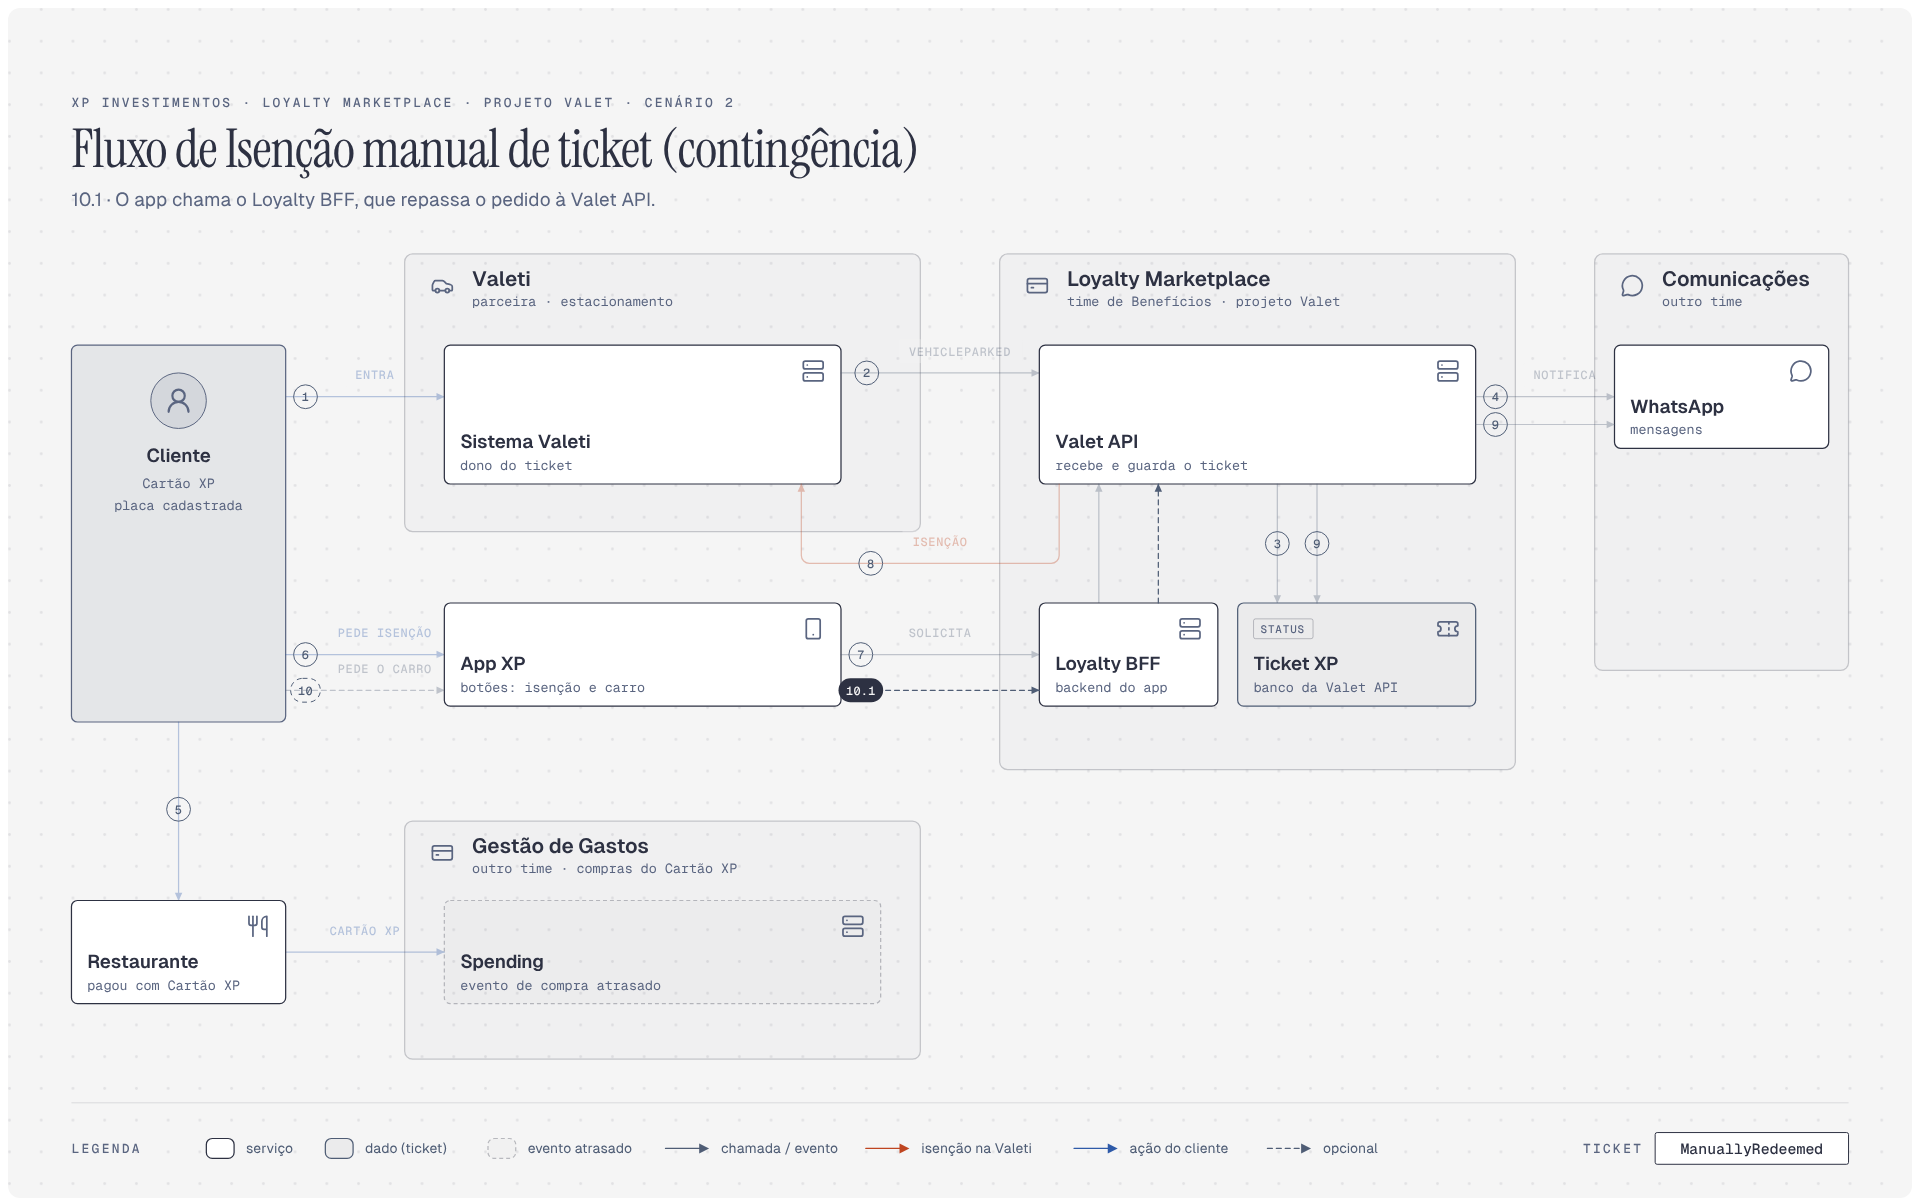 XP INVESTIMENTOS · LOYALTY MARKETPLACE · PROJETO VALET · CENÁRIO 2
Fluxo de Isenção manual de ticket (contingência)
10.1 · O app chama o Loyalty BFF, que repassa o pedido à Valet API.
Valeti
parceira · estacionamento
Loyalty Marketplace
time de Benefícios · projeto Valet
Comunicações
outro time
Cliente
Cartão XP
placa cadastrada
1
ENTRA
Sistema Valeti
dono do ticket
2
VEHICLEPARKED
Valet API
recebe e guarda o ticket
4
9
NOTIFICA
WhatsApp
mensagens
ISENÇÃO
8
3
9
6
PEDE ISENÇÃO
PEDE O CARRO
10
App XP
botões: isenção e carro
7
SOLICITA
10.1
Loyalty BFF
backend do app
STATUS
Ticket XP
banco da Valet API
5
Gestão de Gastos
outro time · compras do Cartão XP
Restaurante
pagou com Cartão XP
CARTÃO XP
Spending
evento de compra atrasado
LEGENDA
serviço
dado (ticket)
evento atrasado
chamada / evento
isenção na Valeti
ação do cliente
opcional
TICKET
ManuallyRedeemed